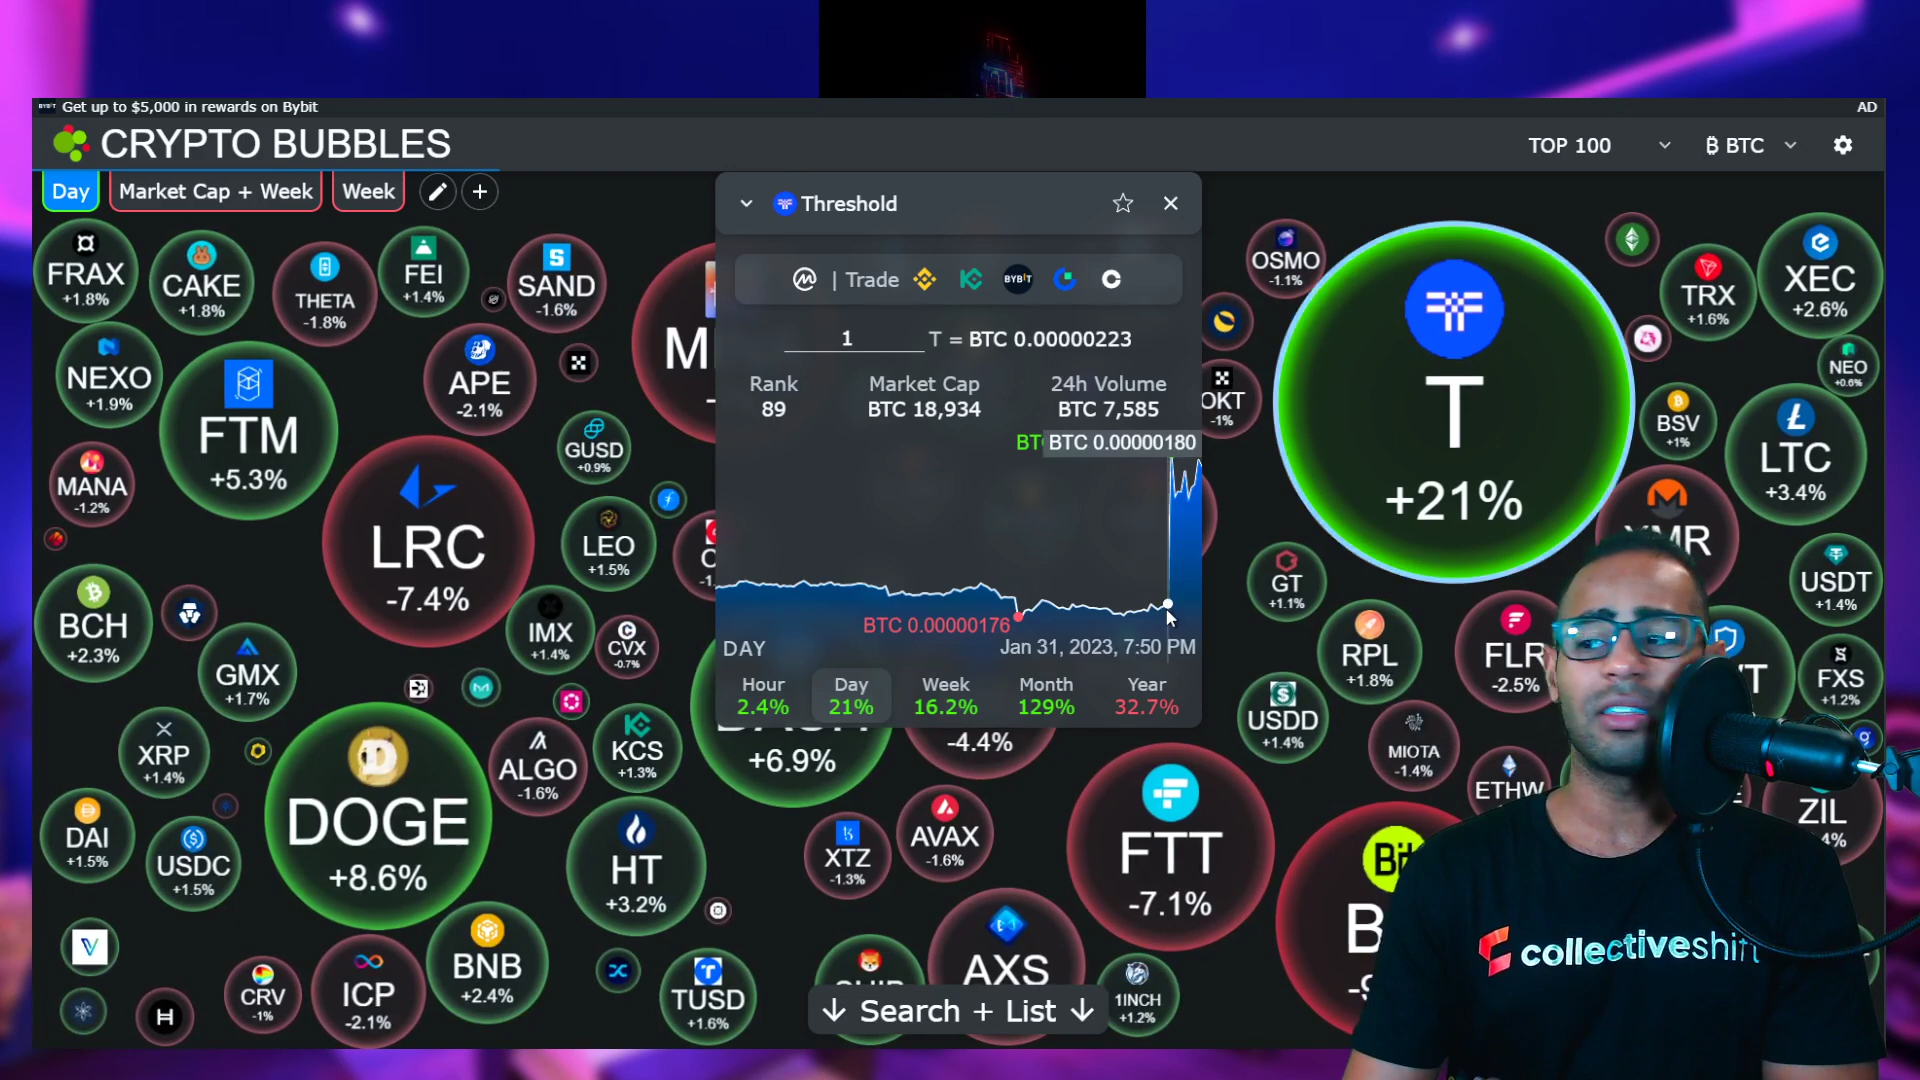 BYBIT Get up to $5,000 in rewards on Bybit
AD
CRYPTO BUBBLES
TOP 100
BTC
Day
Market Cap + Week
Week
Threshold
| Trade
BYBIT
1
T = BTC 0.00000223
Rank
Market Cap
24h Volume
89
BTC 18,934
BTC 7,585
BTC 0.00000180
BTC 0.00000176
DAY
Jan 31, 2023, 7:50 PM
Hour
Day
Week
Month
Year
2.4%
21%
16.2%
129%
32.7%
FRAX
+1.8%
CAKE
+1.8%
THETA
-1.8%
FEI
+1.4%
SAND
-1.6%
NEXO
+1.9%
FTM
+5.3%
APE
-2.1%
GUSD
+0.9%
MANA
-1.2%
LRC
-7.4%
LEO
+1.5%
BCH
+2.3%
GMX
+1.7%
IMX
+1.4%
CVX
-0.7%
XRP
+1.4%
DOGE
+8.6%
ALGO
-1.6%
KCS
+1.3%
+6.9%
-4.4%
DAI
+1.5%
USDC
+1.5%
HT
+3.2%
XTZ
-1.3%
AVAX
-1.6%
FTT
-7.1%
CRV
-1%
ICP
-2.1%
BNB
+2.4%
TUSD
+1.6%
AXS
1INCH
+1.2%
↓ Search + List ↓
OSMO
-1.1%
OKT
-1%
T
+21%
TRX
+1.6%
XEC
+2.6%
NEO
+0.6%
BSV
+1%
LTC
+3.4%
XMR
GT
+1.1%
USDT
+1.4%
RPL
+1.8%
FLR
-2.5%
FXS
+1.2%
USDD
+1.4%
MIOTA
-1.4%
ETHW
ZIL
collectiveshift